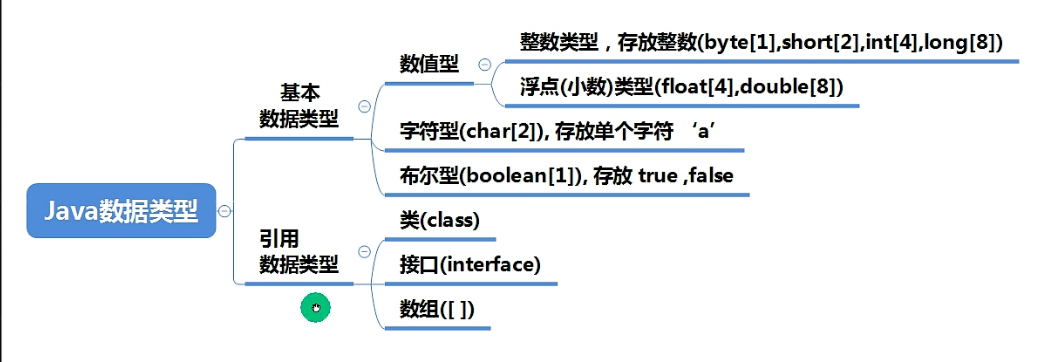 Java数据类型
基本
数据类型
数值型
整数类型，存放整数(byte[1],short[2],int[4],long[8])
浮点(小数)类型(float[4],double[8])
字符型(char[2]), 存放单个字符 ‘a’
布尔型(boolean[1]), 存放 true ,false
引用
数据类型
类(class)
接口(interface)
数组([ ])